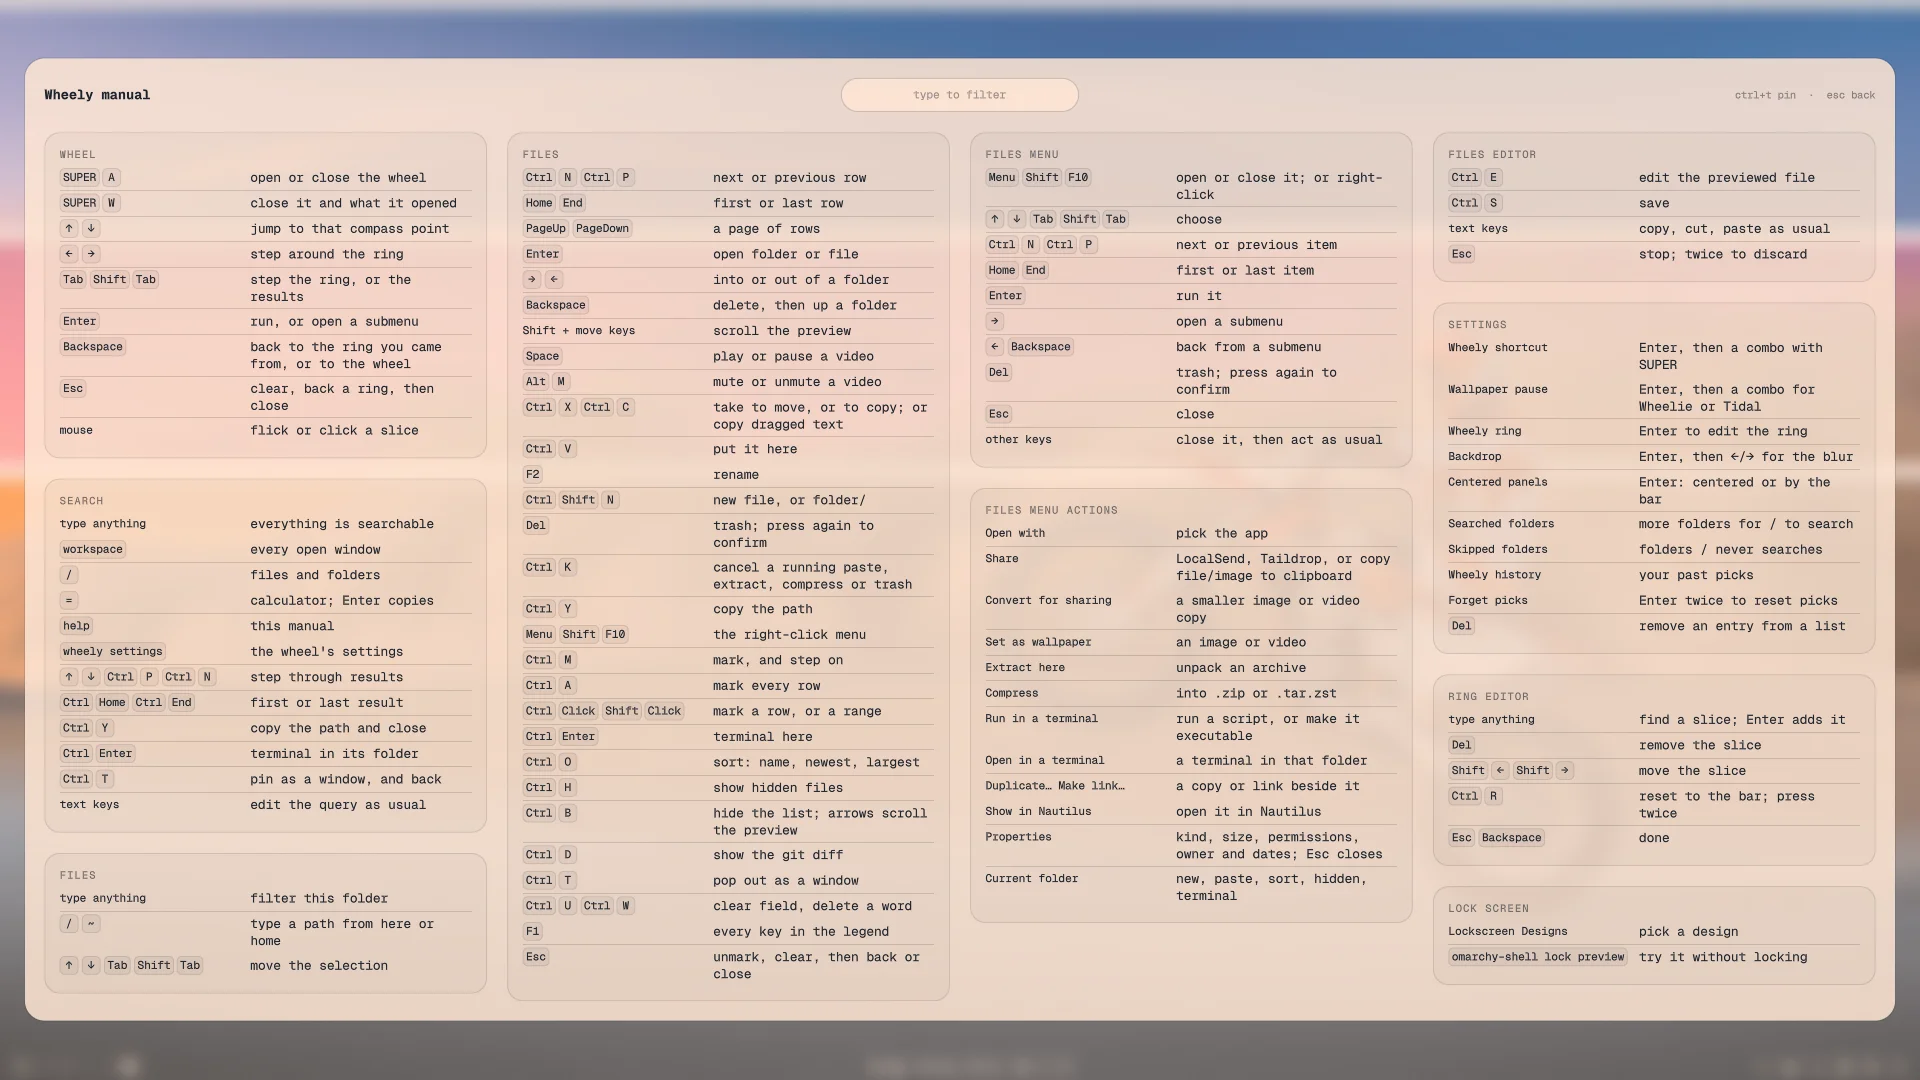 Wheely manual
type to filter
ctrl+t pin · esc back
WHEEL
SUPER A open or close the wheel
SUPER W close it and what it opened
↑ ↓ jump to that compass point
← → step around the ring
Tab Shift Tab step the ring, or the
results
Enter run, or open a submenu
Backspace back to the ring you came
from, or to the wheel
Esc clear, back a ring, then
close
mouse flick or click a slice
SEARCH
type anything everything is searchable
workspace every open window
/ files and folders
= calculator; Enter copies
help this manual
wheely settings the wheel's settings
↑ ↓ Ctrl P Ctrl N step through results
Ctrl Home Ctrl End first or last result
Ctrl Y copy the path and close
Ctrl Enter terminal in its folder
Ctrl T pin as a window, and back
text keys edit the query as usual
FILES
type anything filter this folder
/ ~ type a path from here or
home
↑ ↓ Tab Shift Tab move the selection
FILES
Ctrl N Ctrl P next or previous row
Home End first or last row
PageUp PageDown a page of rows
Enter open folder or file
→ ← into or out of a folder
Backspace delete, then up a folder
Shift + move keys scroll the preview
Space play or pause a video
Alt M mute or unmute a video
Ctrl X Ctrl C take to move, or to copy; or
copy dragged text
Ctrl V put it here
F2 rename
Ctrl Shift N new file, or folder/
Del trash; press again to
confirm
Ctrl K cancel a running paste,
extract, compress or trash
Ctrl Y copy the path
Menu Shift F10 the right-click menu
Ctrl M mark, and step on
Ctrl A mark every row
Ctrl Click Shift Click mark a row, or a range
Ctrl Enter terminal here
Ctrl O sort: name, newest, largest
Ctrl H show hidden files
Ctrl B hide the list; arrows scroll
the preview
Ctrl D show the git diff
Ctrl T pop out as a window
Ctrl U Ctrl W clear field, delete a word
F1 every key in the legend
Esc unmark, clear, then back or
close
FILES MENU
Menu Shift F10 open or close it; or right-
click
↑ ↓ Tab Shift Tab choose
Ctrl N Ctrl P next or previous item
Home End first or last item
Enter run it
→ open a submenu
← Backspace back from a submenu
Del trash; press again to
confirm
Esc close
other keys close it, then act as usual
FILES MENU ACTIONS
Open with pick the app
Share LocalSend, Taildrop, or copy
file/image to clipboard
Convert for sharing a smaller image or video
copy
Set as wallpaper an image or video
Extract here unpack an archive
Compress into .zip or .tar.zst
Run in a terminal run a script, or make it
executable
Open in a terminal a terminal in that folder
Duplicate… Make link… a copy or link beside it
Show in Nautilus open it in Nautilus
Properties kind, size, permissions,
owner and dates; Esc closes
Current folder new, paste, sort, hidden,
terminal
FILES EDITOR
Ctrl E edit the previewed file
Ctrl S save
text keys copy, cut, paste as usual
Esc stop; twice to discard
SETTINGS
Wheely shortcut Enter, then a combo with
SUPER
Wallpaper pause Enter, then a combo for
Wheelie or Tidal
Wheely ring Enter to edit the ring
Backdrop Enter, then ←/→ for the blur
Centered panels Enter: centered or by the
bar
Searched folders more folders for / to search
Skipped folders folders / never searches
Wheely history your past picks
Forget picks Enter twice to reset picks
Del remove an entry from a list
RING EDITOR
type anything find a slice; Enter adds it
Del remove the slice
Shift ← Shift → move the slice
Ctrl R reset to the bar; press
twice
Esc Backspace done
LOCK SCREEN
Lockscreen Designs pick a design
omarchy-shell lock preview try it without locking